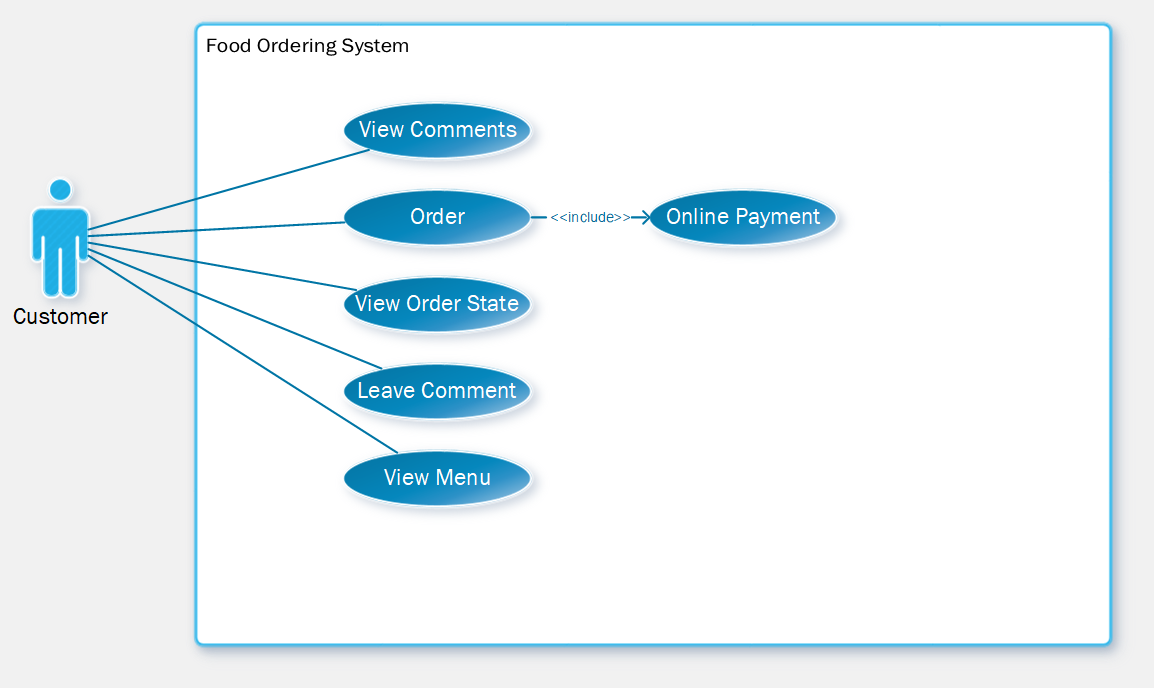 Food Ordering System
View Comments
Order
<<include>>
Online Payment
View Order State
Customer
Leave Comment
View Menu